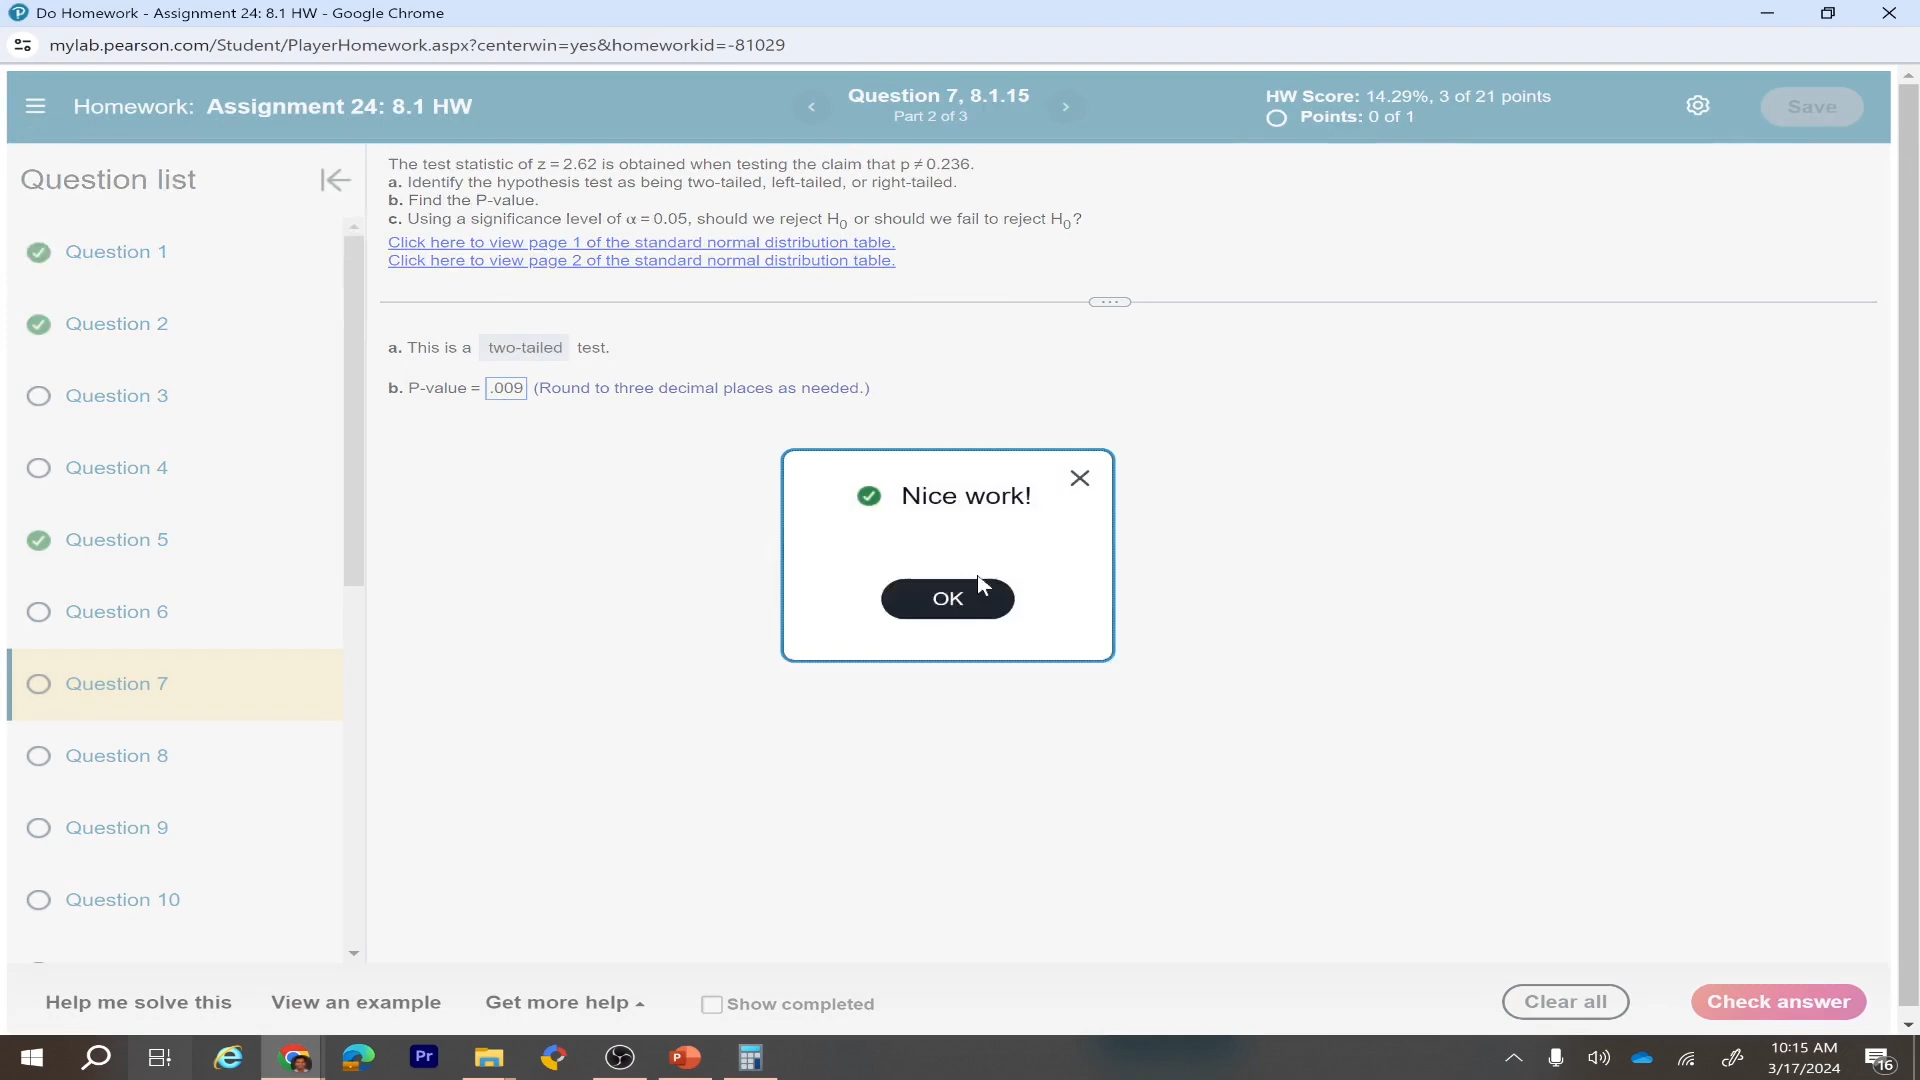 Do Homework - Assignment 24: 8.1 HW - Google Chrome
mylab.pearson.com/Student/PlayerHomework.aspx?centerwin=yes&homeworkid=-81029
Homework: Assignment 24: 8.1 HW
Question 7, 8.1.15
Part 2 of 3
HW Score: 14.29%, 3 of 21 points
Points: 0 of 1
Save
Question list
Question 1
Question 2
Question 3
Question 4
Question 5
Question 6
Question 7
Question 8
Question 9
Question 10
The test statistic of z = 2.62 is obtained when testing the claim that p ≠ 0.236.
a. Identify the hypothesis test as being two-tailed, left-tailed, or right-tailed.
b. Find the P-value.
c. Using a significance level of α = 0.05, should we reject H0 or should we fail to reject H0?
Click here to view page 1 of the standard normal distribution table.
Click here to view page 2 of the standard normal distribution table.
a. This is a two-tailed test.
b. P-value = .009 (Round to three decimal places as needed.)
Nice work!
OK
Help me solve this
View an example
Get more help
Show completed
Clear all
Check answer
Pr
P
10:15 AM
3/17/2024
16